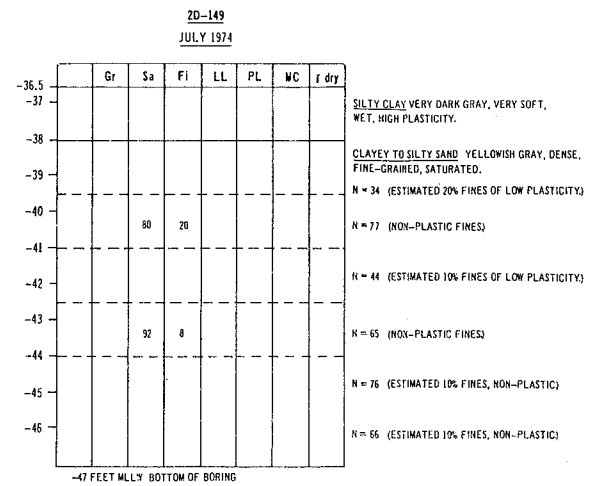 2D-149
JULY 1974
Gr Sa Fi LL PL WC γ dry
-36.5
-37
SILTY CLAY VERY DARK GRAY, VERY SOFT,
WET, HIGH PLASTICITY.
-38
CLAYEY TO SILTY SAND YELLOWISH GRAY, DENSE,
FINE-GRAINED, SATURATED.
-39
N = 34 (ESTIMATED 20% FINES OF LOW PLASTICITY.)
-40
80 20 N = 77 (NON-PLASTIC FINES)
-41
-42 N = 44 (ESTIMATED 10% FINES OF LOW PLASTICITY.)
-43
92 8 N = 65 (NON-PLASTIC FINES)
-44
-45 N = 76 (ESTIMATED 10% FINES, NON-PLASTIC)
-46 N = 66 (ESTIMATED 10% FINES, NON-PLASTIC)
-47 FEET MLLW BOTTOM OF BORING